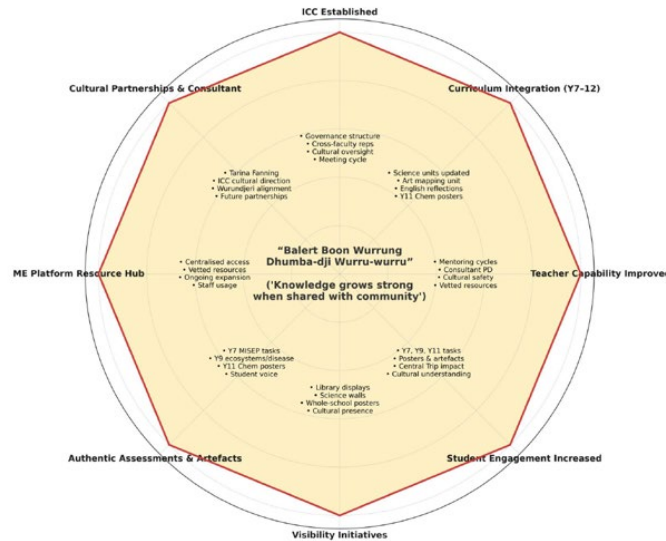 ICC Established
Cultural Partnerships & Consultant
Curriculum Integration (Y7–12)
• Governance structure
• Cross-faculty reps
• Cultural oversight
• Meeting cycle
• Tarina Fanning
• ICC cultural direction
• Wurundjeri alignment
• Future partnerships
• Science units updated
• Art mapping unit
• English reflections
• Y11 Chem posters
ME Platform Resource Hub
• Centralised access
• Vetted resources
• Ongoing expansion
• Staff usage
“Balert Boon Wurrung
Dhumba-dji Wurru-wurru”
('Knowledge grows strong
when shared with community')
• Mentoring cycles
• Consultant PD
• Cultural safety
• Vetted resources
Teacher Capability Improved
• Y7 MISEP tasks
• Y9 ecosystems/disease
• Y11 Chem posters
• Student voice
• Y7, Y9, Y11 tasks
• Posters & artefacts
• Central Trip impact
• Cultural understanding
• Library displays
• Science walls
• Whole-school posters
• Cultural presence
Authentic Assessments & Artefacts
Student Engagement Increased
Visibility Initiatives